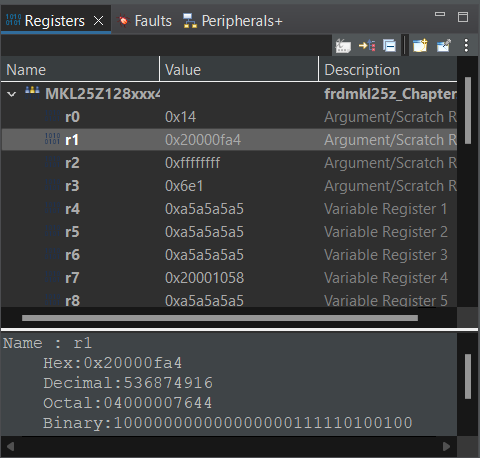 Registers Faults Peripherals+
Name Value Description
MKL25Z128xxx4 frdmkl25z_Chapter
r0 0x14 Argument/Scratch R
r1 0x20000fa4 Argument/Scratch R
r2 0xffffffff Argument/Scratch R
r3 0x6e1 Argument/Scratch R
r4 0xa5a5a5a5 Variable Register 1
r5 0xa5a5a5a5 Variable Register 2
r6 0xa5a5a5a5 Variable Register 3
r7 0x20001058 Variable Register 4
r8 0xa5a5a5a5 Variable Register 5
Name : r1
Hex:0x20000fa4
Decimal:536874916
Octal:04000007644
Binary:100000000000000000111110100100